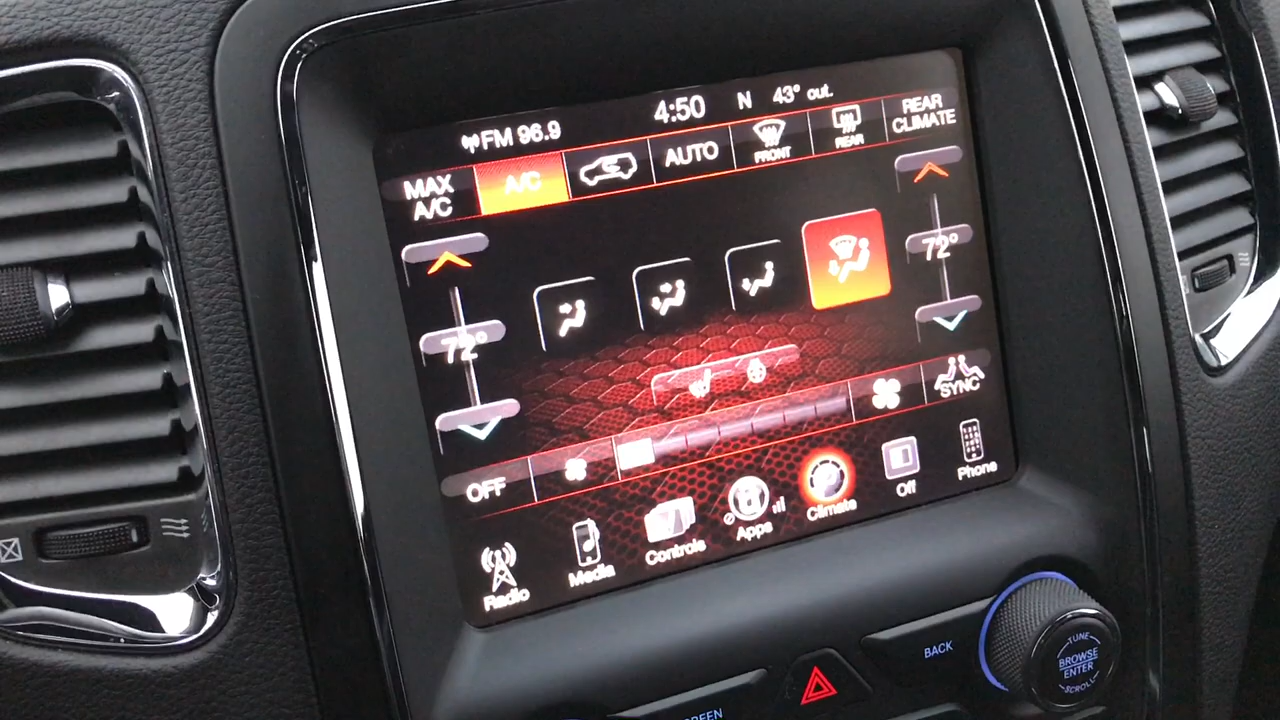 FM 96.9 4:50 N 43° out.
MAX
A/C
A/C
AUTO
FRONT
REAR
REAR
CLIMATE
72°
72°
OFF
SYNC
Radio
Media
Controls
Apps
Climate
Off
Phone
BACK
TUNE
BROWSE
ENTER
SCROLL